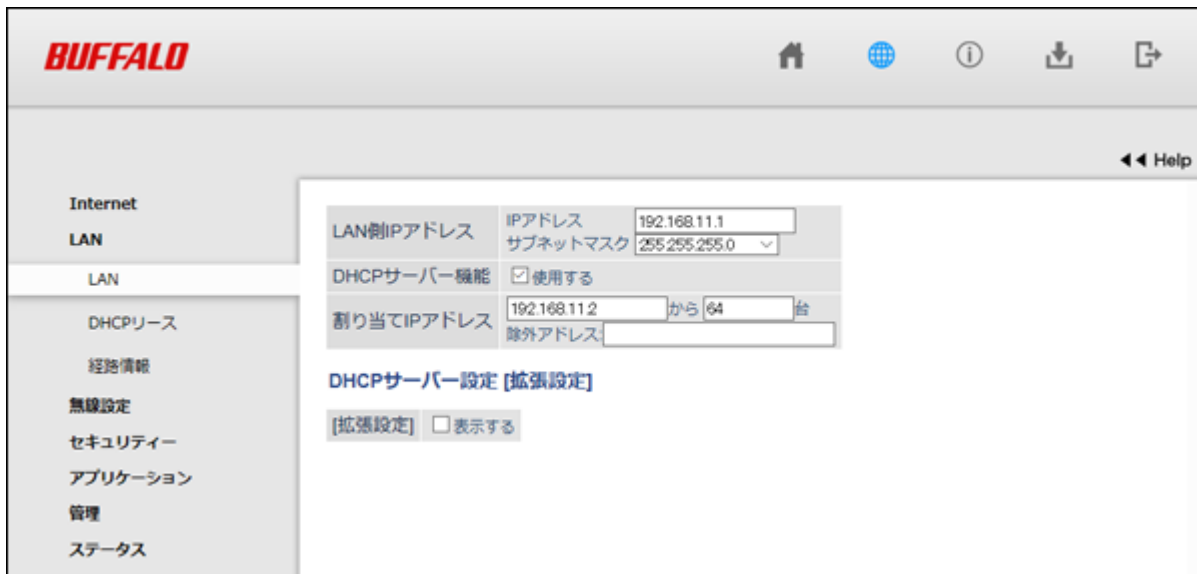 BUFFALO
Help
Internet
LAN
LAN
DHCPリース
経路情報
無線設定
セキュリティー
アプリケーション
管理
ステータス
LAN側IPアドレス
IPアドレス 192.168.11.1
サブネットマスク 255.255.255.0
DHCPサーバー機能 使用する
割り当てIPアドレス
192.168.11.2 から 64 台
除外アドレス:
DHCPサーバー設定 [拡張設定]
[拡張設定] 表示する